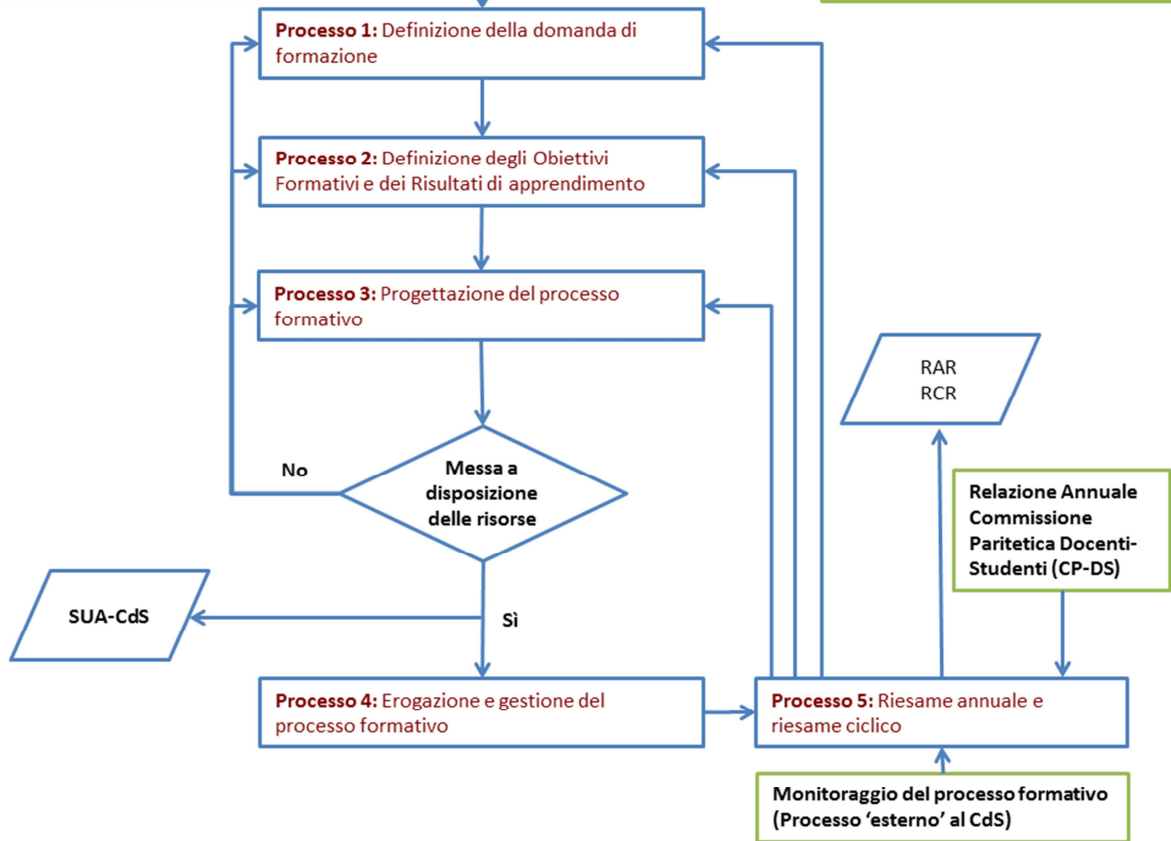 Processo 1: Definizione della domanda di
formazione
Processo 2: Definizione degli Obiettivi
Formativi e dei Risultati di apprendimento
Processo 3: Progettazione del processo
formativo
RAR
RCR
No
Messa a
disposizione
delle risorse
Relazione Annuale
Commissione
Paritetica Docenti-
Studenti (CP-DS)
SUA-CdS
Sì
Processo 4: Erogazione e gestione del
processo formativo
Processo 5: Riesame annuale e
riesame ciclico
Monitoraggio del processo formativo
(Processo ‘esterno’ al CdS)